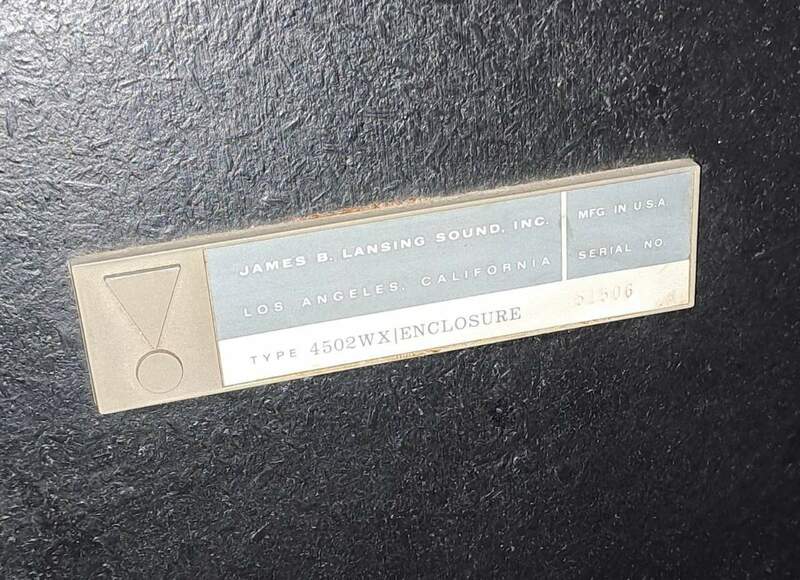 JAMES B. LANSING SOUND, INC.
LOS ANGELES, CALIFORNIA
MFG. IN U.S.A.
SERIAL NO.
TYPE 4502WX|ENCLOSURE